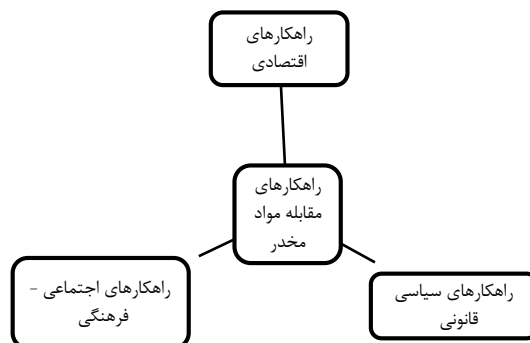 راهکارهای
اقتصادی
راهکارهای
مقابله مواد
مخدر
راهکارهای سیاسی
قانونی
راهکارهای اجتماعی -
فرهنگی